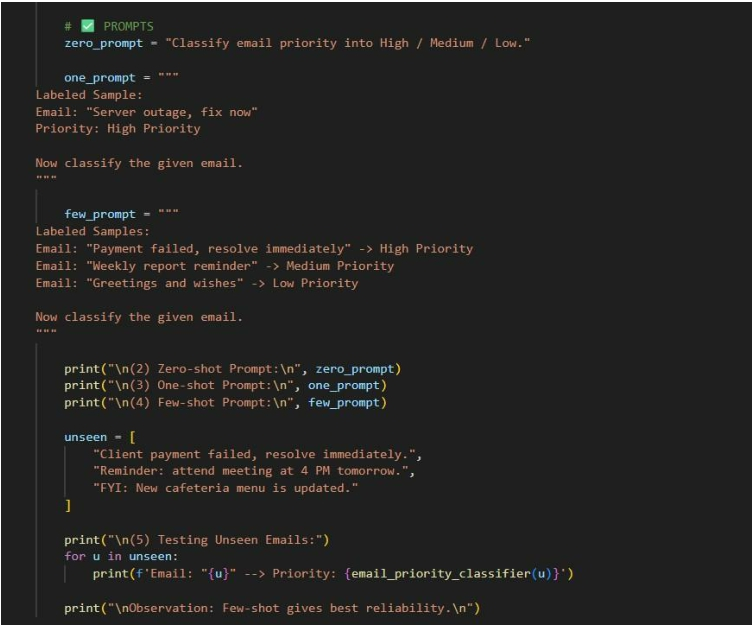 # ✅ PROMPTS
zero_prompt = "Classify email priority into High / Medium / Low."
one_prompt = """
Labeled Sample:
Email: "Server outage, fix now"
Priority: High Priority
Now classify the given email.
"""
few_prompt = """
Labeled Samples:
Email: "Payment failed, resolve immediately" -> High Priority
Email: "Weekly report reminder" -> Medium Priority
Email: "Greetings and wishes" -> Low Priority
Now classify the given email.
"""
print("\n(2) Zero-shot Prompt:\n", zero_prompt)
print("\n(3) One-shot Prompt:\n", one_prompt)
print("\n(4) Few-shot Prompt:\n", few_prompt)
unseen = [
"Client payment failed, resolve immediately.",
"Reminder: attend meeting at 4 PM tomorrow.",
"FYI: New cafeteria menu is updated."
]
print("\n(5) Testing Unseen Emails:")
for u in unseen:
print(f'Email: "{u}" --> Priority: {email_priority_classifier(u)}')
print("\nObservation: Few-shot gives best reliability.\n")